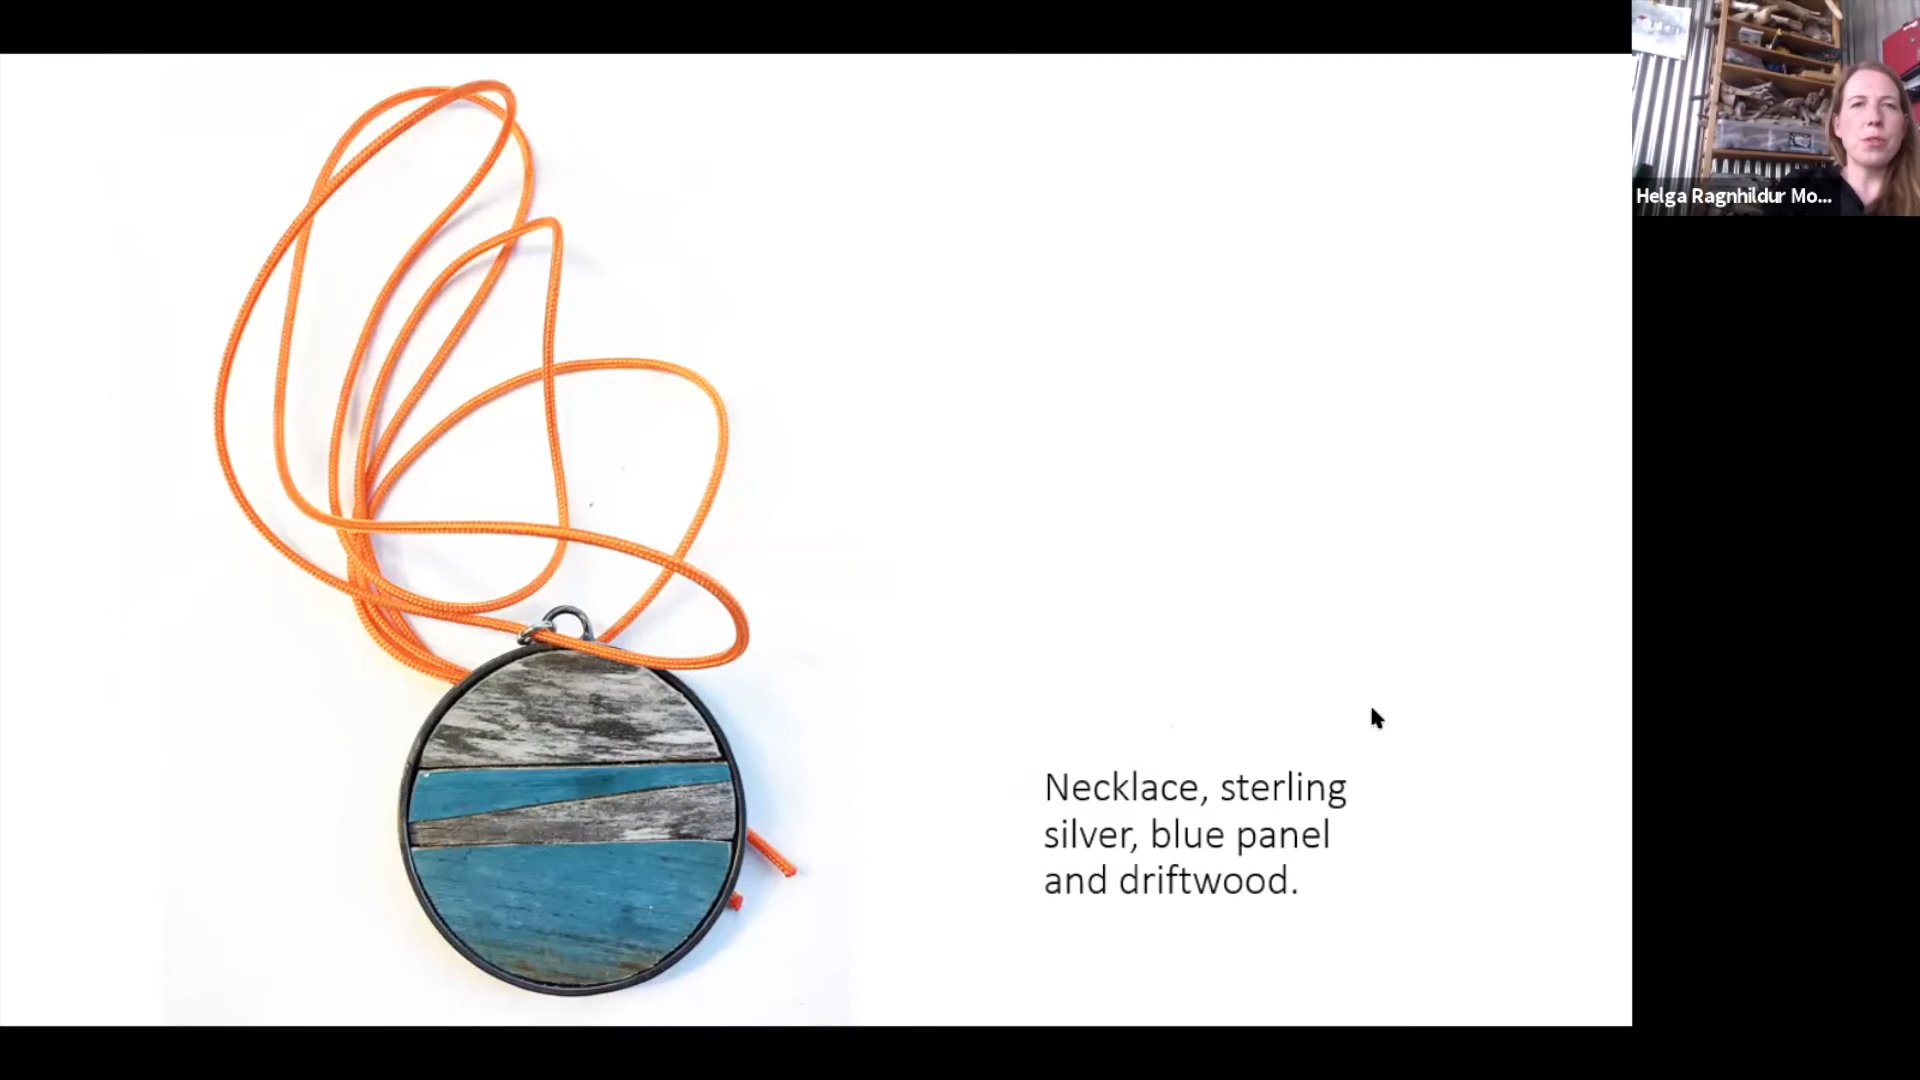 Helga Ragnhildur Mo...
Necklace, sterling
silver, blue panel
and driftwood.